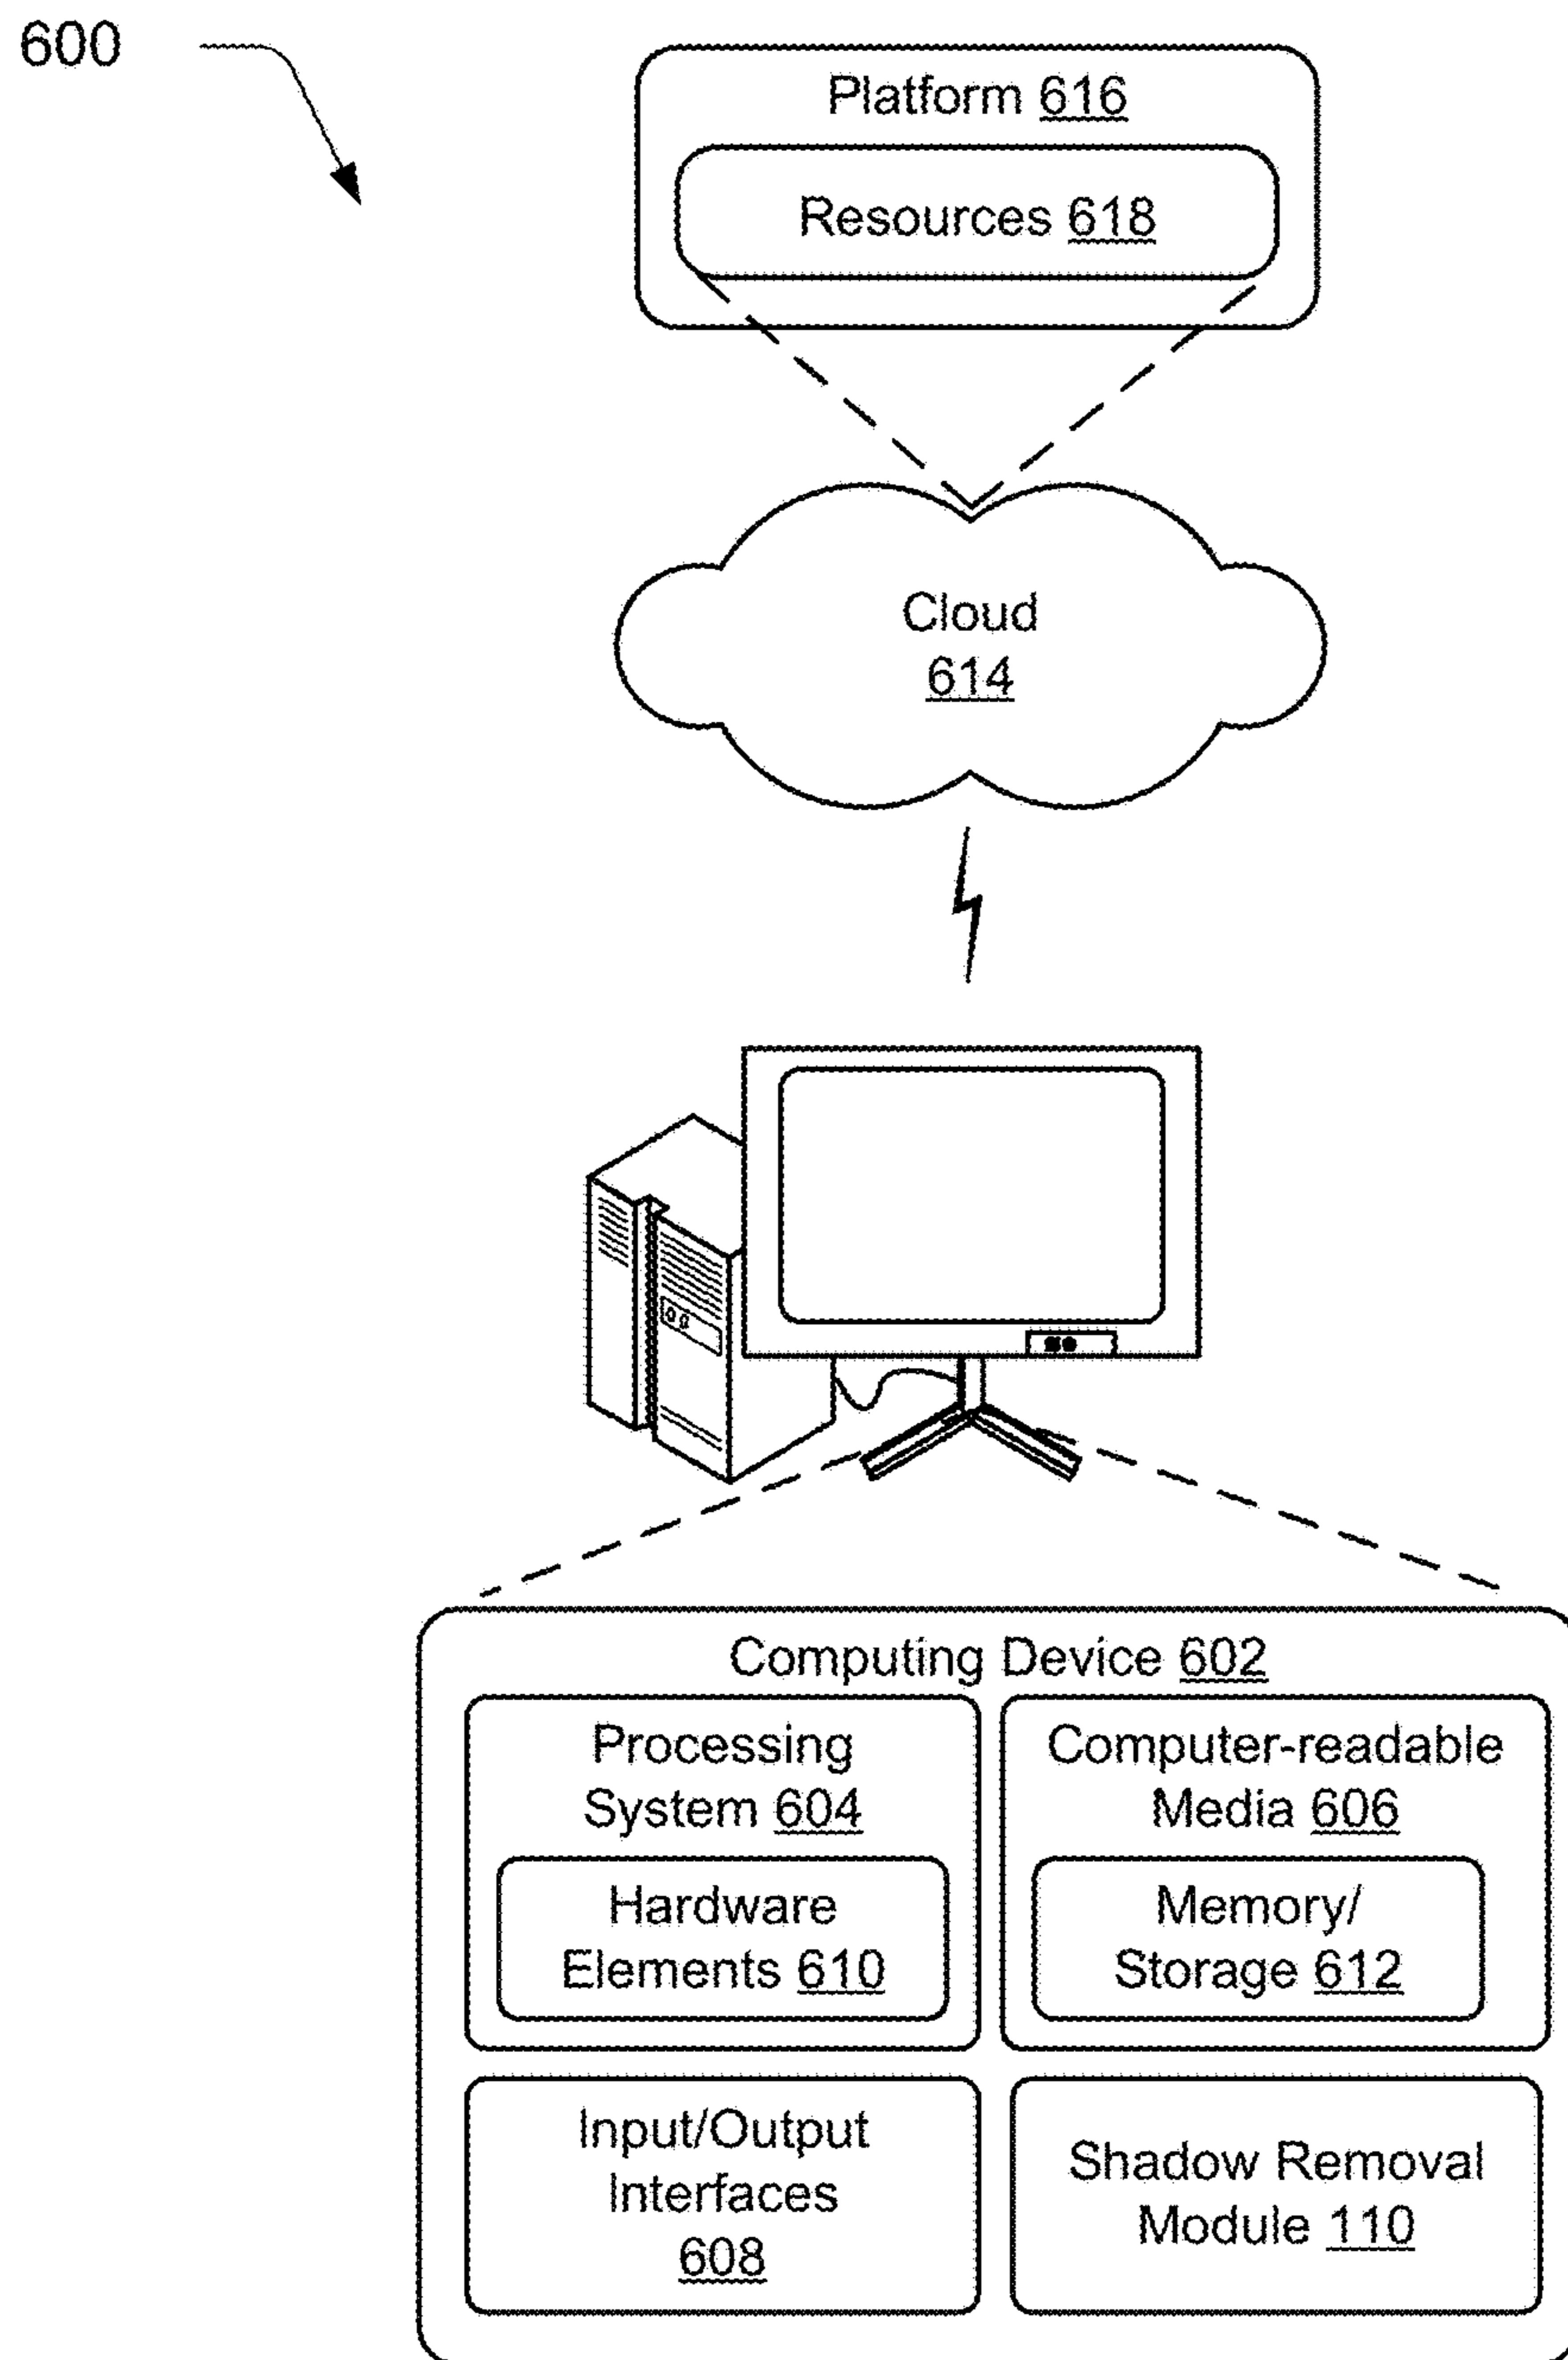 600
Platform 616
Resources 618
Cloud
614
Computing Device 602
Processing
System 604
Hardware
Elements 610
Computer-readable
Media 606
Memory/
Storage 612
Input/Output
Interfaces
608
Shadow Removal
Module 110